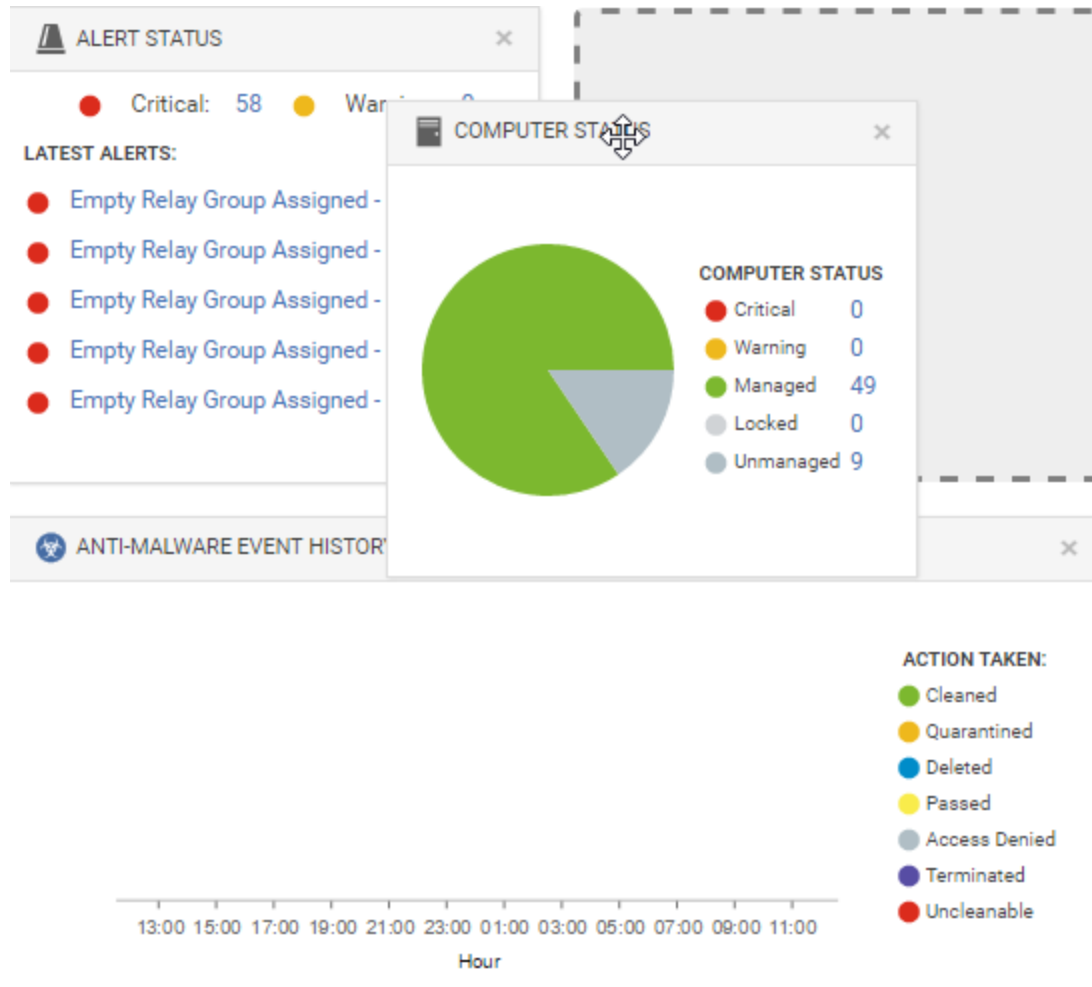 ALERT STATUS
Critical: 58
LATEST ALERTS:
Empty Relay Group Assigned -
Empty Relay Group Assigned -
Empty Relay Group Assigned -
Empty Relay Group Assigned -
Empty Relay Group Assigned -
COMPUTER STATUS
COMPUTER STATUS
Critical 0
Warning 0
Managed 49
Locked 0
Unmanaged 9
ANTI-MALWARE EVENT HISTORY
ACTION TAKEN:
Cleaned
Quarantined
Deleted
Passed
Access Denied
Terminated
Uncleanable
13:00 15:00 17:00 19:00 21:00 23:00 01:00 03:00 05:00 07:00 09:00 11:00
Hour